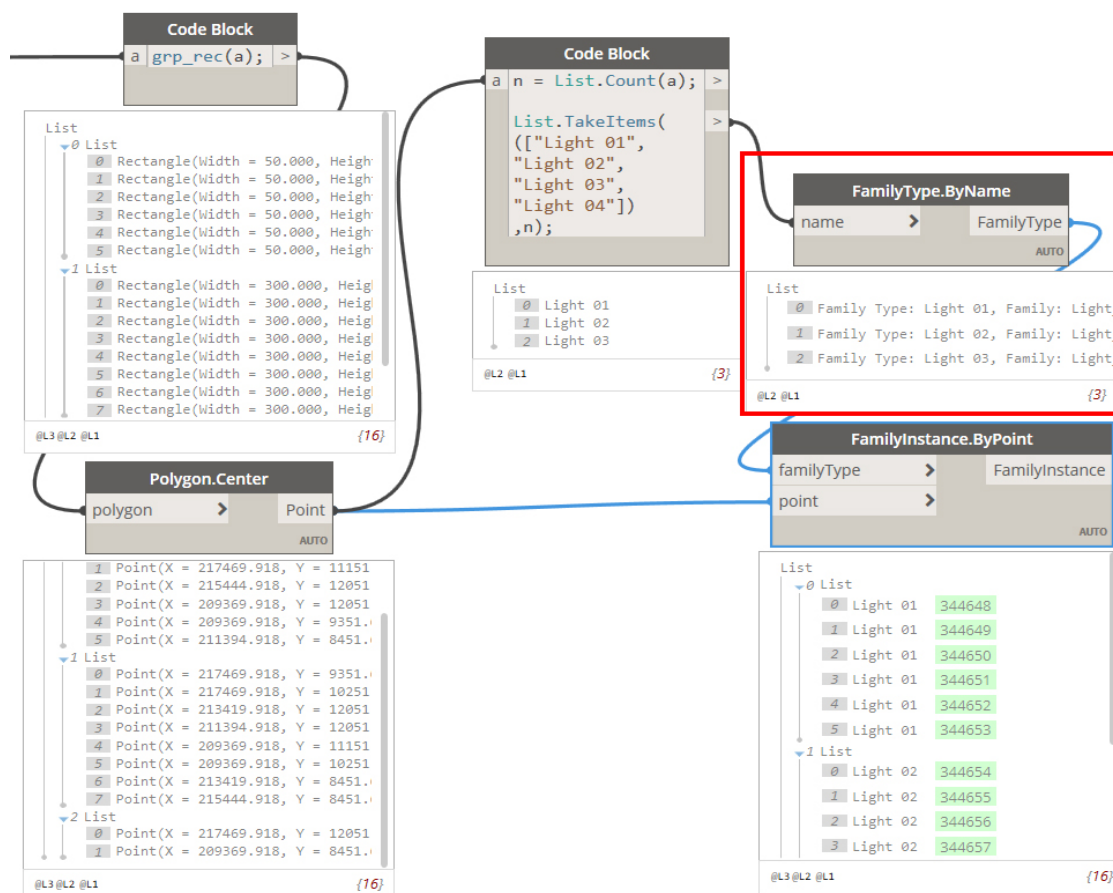 Code Block
a grp_rec(a); >
List
0 List
0 Rectangle(Width = 50.000, Heigh
1 Rectangle(Width = 50.000, Heigh
2 Rectangle(Width = 50.000, Heigh
3 Rectangle(Width = 50.000, Heigh
4 Rectangle(Width = 50.000, Heigh
5 Rectangle(Width = 50.000, Heigh
1 List
0 Rectangle(Width = 300.000, Heig
1 Rectangle(Width = 300.000, Heig
2 Rectangle(Width = 300.000, Heig
3 Rectangle(Width = 300.000, Heig
4 Rectangle(Width = 300.000, Heig
5 Rectangle(Width = 300.000, Heig
6 Rectangle(Width = 300.000, Heig
7 Rectangle(Width = 300.000, Heig
@L3 @L2 @L1 {16}
Polygon.Center
polygon > Point
AUTO
1 Point(X = 217469.918, Y = 11151
2 Point(X = 215444.918, Y = 12051
3 Point(X = 209369.918, Y = 12051
4 Point(X = 209369.918, Y = 9351.
5 Point(X = 211394.918, Y = 8451.
1 List
0 Point(X = 217469.918, Y = 9351.
1 Point(X = 217469.918, Y = 10251
2 Point(X = 213419.918, Y = 12051
3 Point(X = 211394.918, Y = 12051
4 Point(X = 209369.918, Y = 11151
5 Point(X = 209369.918, Y = 10251
6 Point(X = 213419.918, Y = 8451.
7 Point(X = 215444.918, Y = 8451.
2 List
0 Point(X = 217469.918, Y = 12051
1 Point(X = 209369.918, Y = 8451.
@L3 @L2 @L1 {16}
Code Block
a n = List.Count(a); >
List.TakeItems( >
(["Light 01",
"Light 02",
"Light 03",
"Light 04"])
,n);
List
0 Light 01
1 Light 02
2 Light 03
@L2 @L1 {3}
FamilyType.ByName
name > FamilyType
AUTO
List
0 Family Type: Light 01, Family: Light_
1 Family Type: Light 02, Family: Light_
2 Family Type: Light 03, Family: Light_
@L2 @L1 {3}
FamilyInstance.ByPoint
familyType > FamilyInstance
point >
AUTO
List
0 List
0 Light 01 344648
1 Light 01 344649
2 Light 01 344650
3 Light 01 344651
4 Light 01 344652
5 Light 01 344653
1 List
0 Light 02 344654
1 Light 02 344655
2 Light 02 344656
3 Light 02 344657
@L3 @L2 @L1 {16}